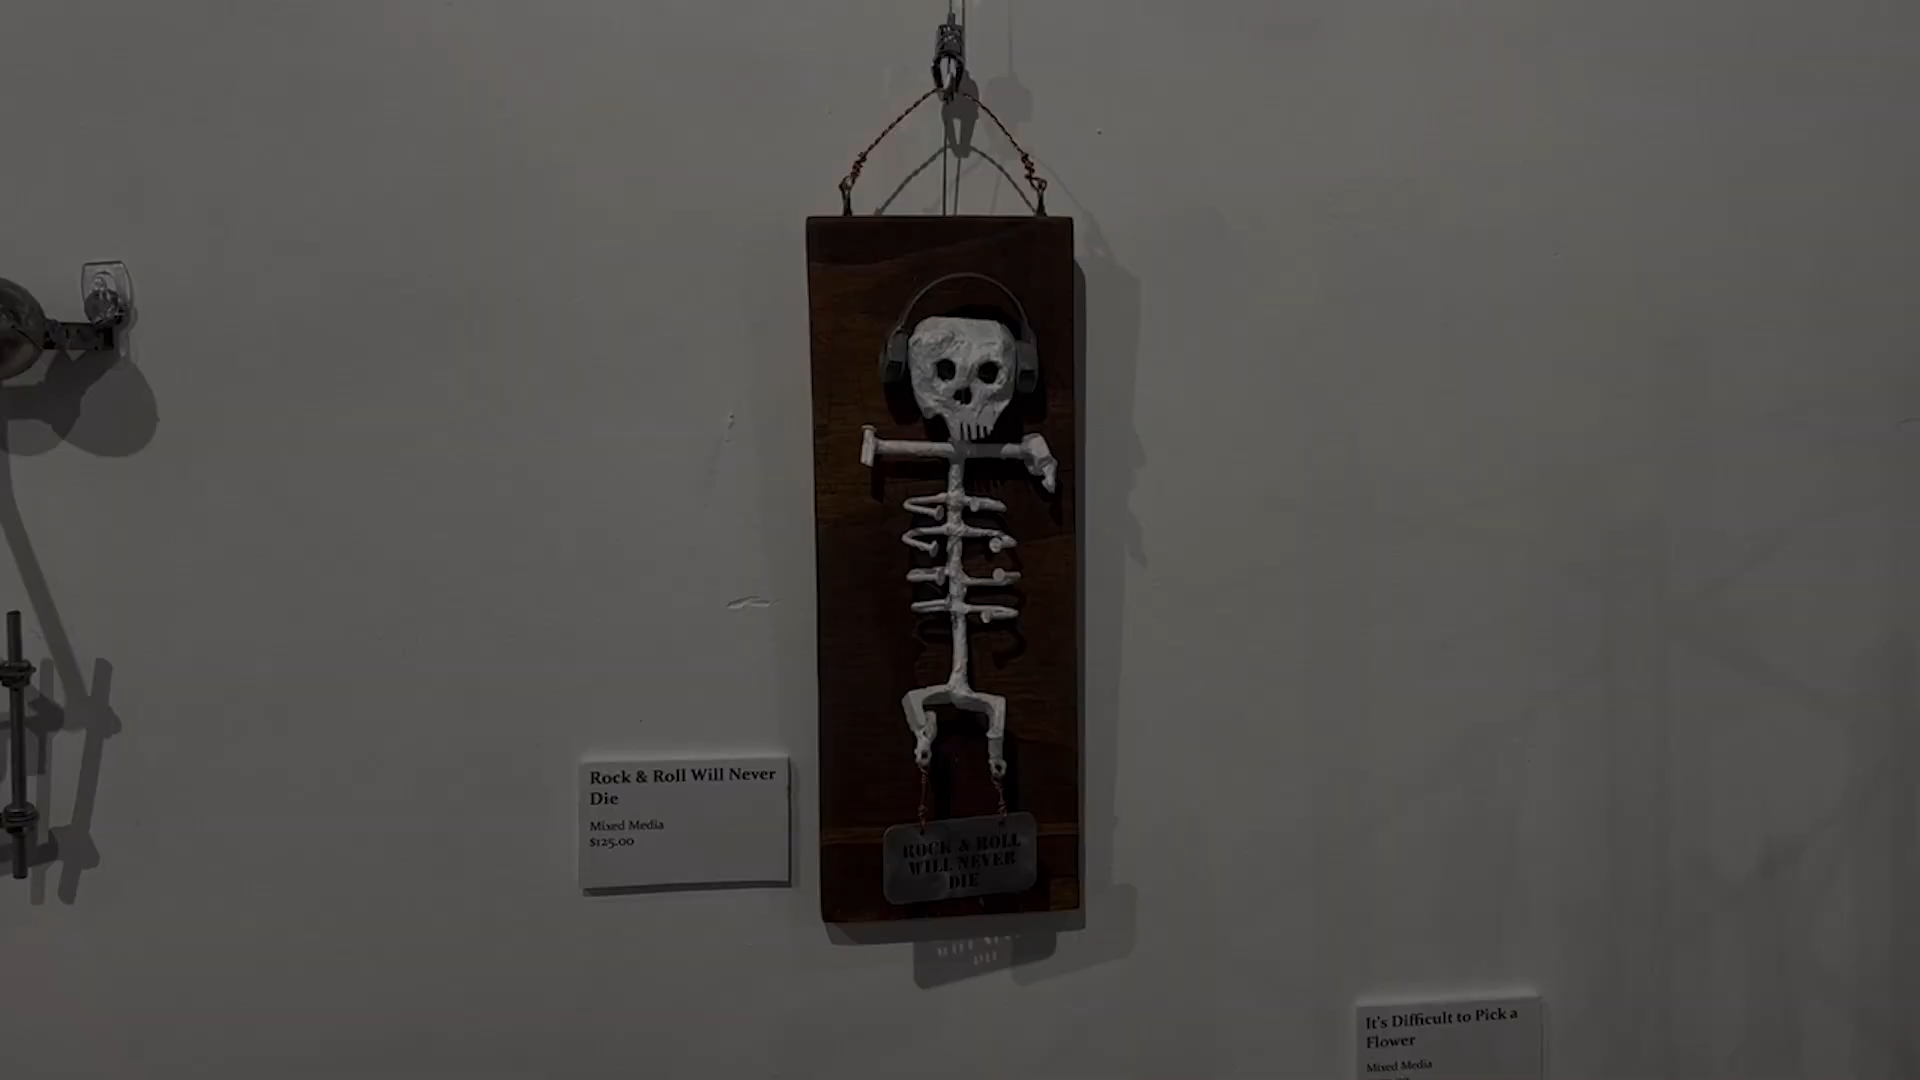 Rock & Roll Will Never
Die
Mixed Media
$125.00
ROCK & ROLL
WILL NEVER
DIE
It's Difficult to Pick a
Flower
Mixed Media